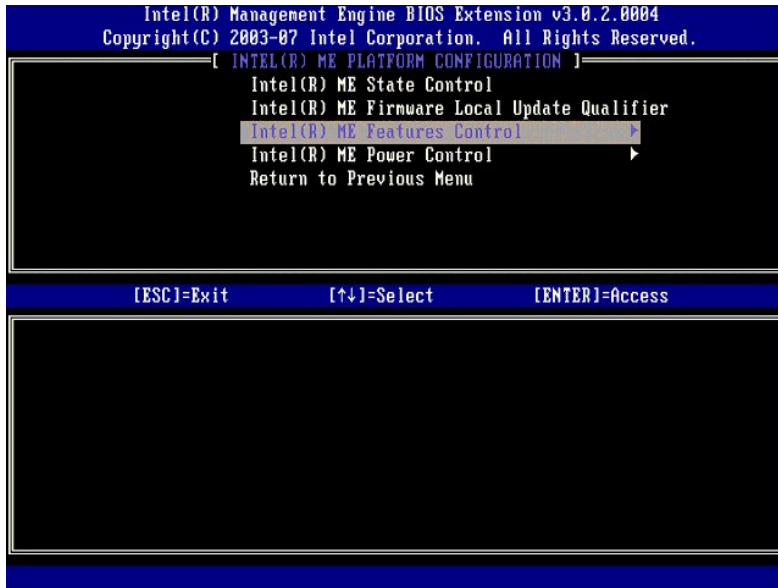 Intel(R) Management Engine BIOS Extension v3.0.2.0004
Copyright(C) 2003-07 Intel Corporation. All Rights Reserved.
[ INTEL(R) ME PLATFORM CONFIGURATION ]
Intel(R) ME State Control
Intel(R) ME Firmware Local Update Qualifier
Intel(R) ME Features Control ►
Intel(R) ME Power Control ►
Return to Previous Menu
[ESC]=Exit [↑↓]=Select [ENTER]=Access